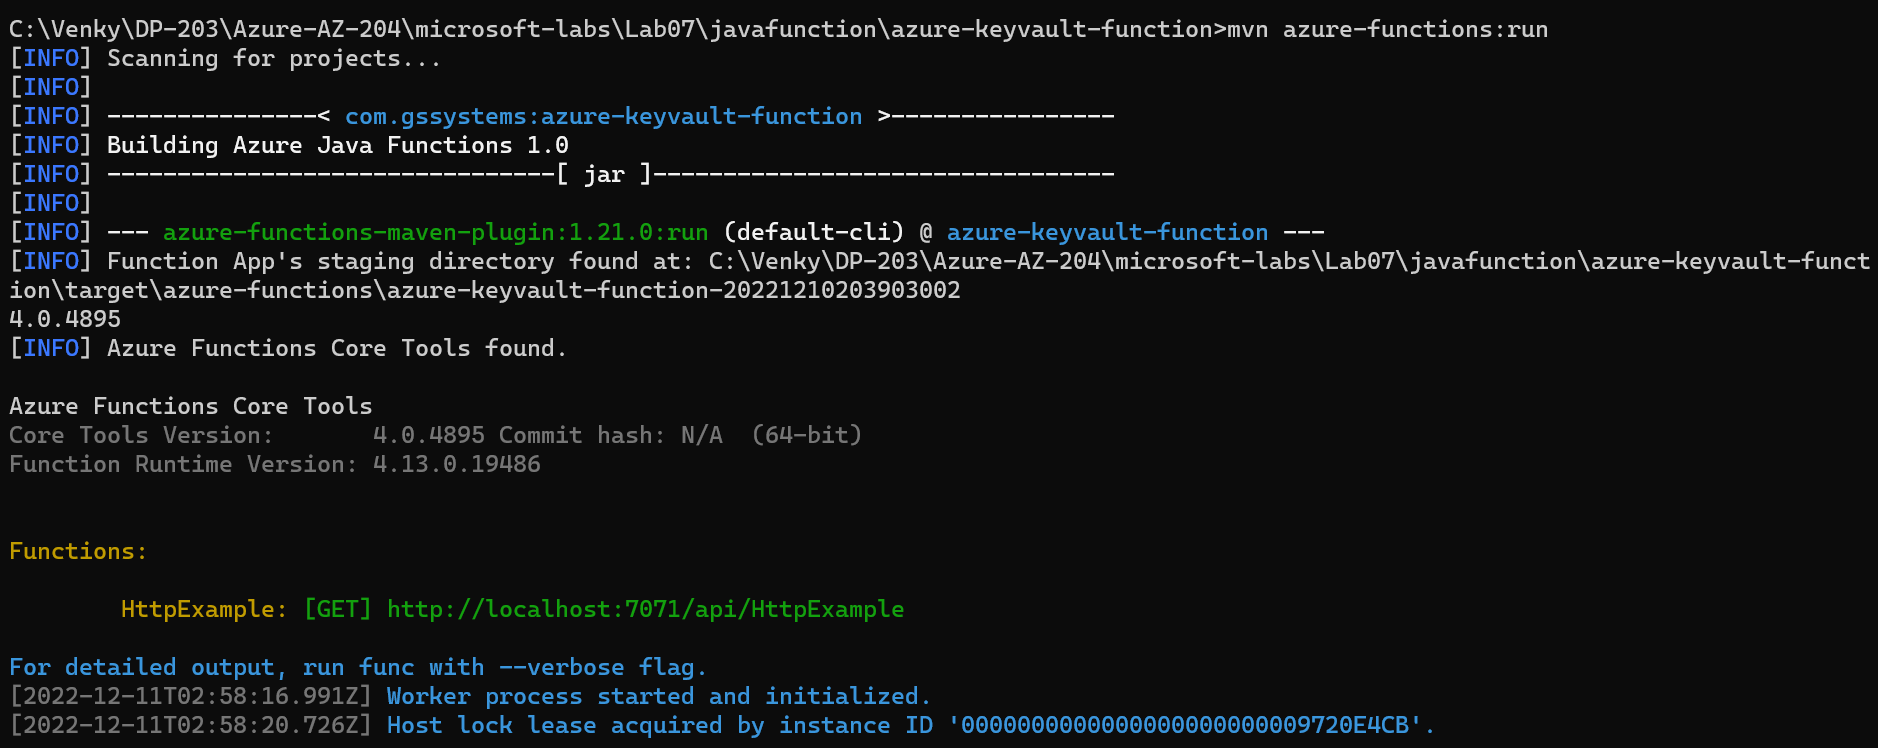 C:\Venky\DP-203\Azure-AZ-204\microsoft-labs\Lab07\javafunction\azure-keyvault-function>mvn azure-functions:run
[INFO] Scanning for projects...
[INFO]
[INFO] ---------------< com.gssystems:azure-keyvault-function >----------------
[INFO] Building Azure Java Functions 1.0
[INFO] --------------------------------[ jar ]---------------------------------
[INFO]
[INFO] --- azure-functions-maven-plugin:1.21.0:run (default-cli) @ azure-keyvault-function ---
[INFO] Function App's staging directory found at: C:\Venky\DP-203\Azure-AZ-204\microsoft-labs\Lab07\javafunction\azure-keyvault-funct
ion\target\azure-functions\azure-keyvault-function-20221210203903002
4.0.4895
[INFO] Azure Functions Core Tools found.
Azure Functions Core Tools
Core Tools Version:       4.0.4895 Commit hash: N/A  (64-bit)
Function Runtime Version: 4.13.0.19486
Functions:
HttpExample: [GET] http://localhost:7071/api/HttpExample
For detailed output, run func with --verbose flag.
[2022-12-11T02:58:16.991Z] Worker process started and initialized.
[2022-12-11T02:58:20.726Z] Host lock lease acquired by instance ID '0000000000000000000000009720E4CB'.